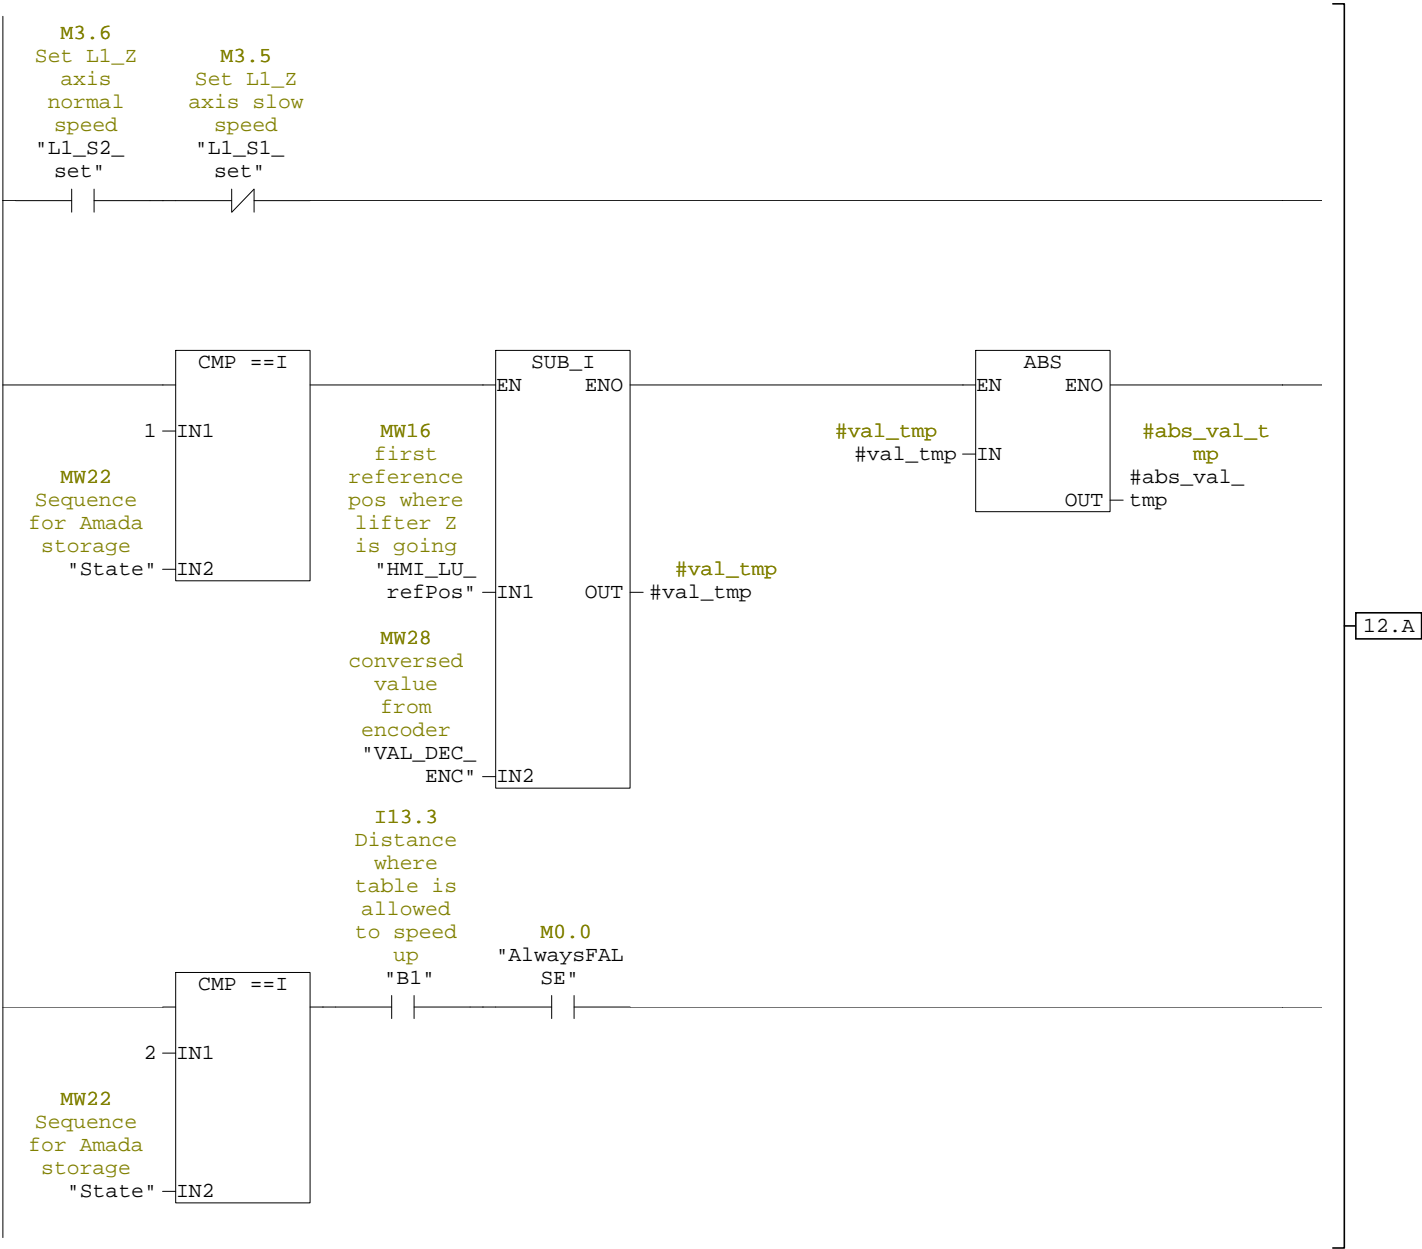 M3.6
Set L1_Z
axis
normal
speed
"L1_S2_
set"
M3.5
Set L1_Z
axis slow
speed
"L1_S1_
set"
CMP ==I
1
IN1
MW22
Sequence
for Amada
storage
"State"
IN2
SUB_I
EN
ENO
MW16
first
reference
pos where
lifter Z
is going
"HMI_LU_
refPos"
IN1
OUT
#val_tmp
#val_tmp
MW28
conversed
value
from
encoder
"VAL_DEC_
ENC"
IN2
ABS
EN
ENO
#val_tmp
#val_tmp
IN
#abs_val_t
mp
#abs_val_
tmp
OUT
12.A
CMP ==I
2
IN1
MW22
Sequence
for Amada
storage
"State"
IN2
I13.3
Distance
where
table is
allowed
to speed
up
"B1"
M0.0
"AlwaysFAL
SE"